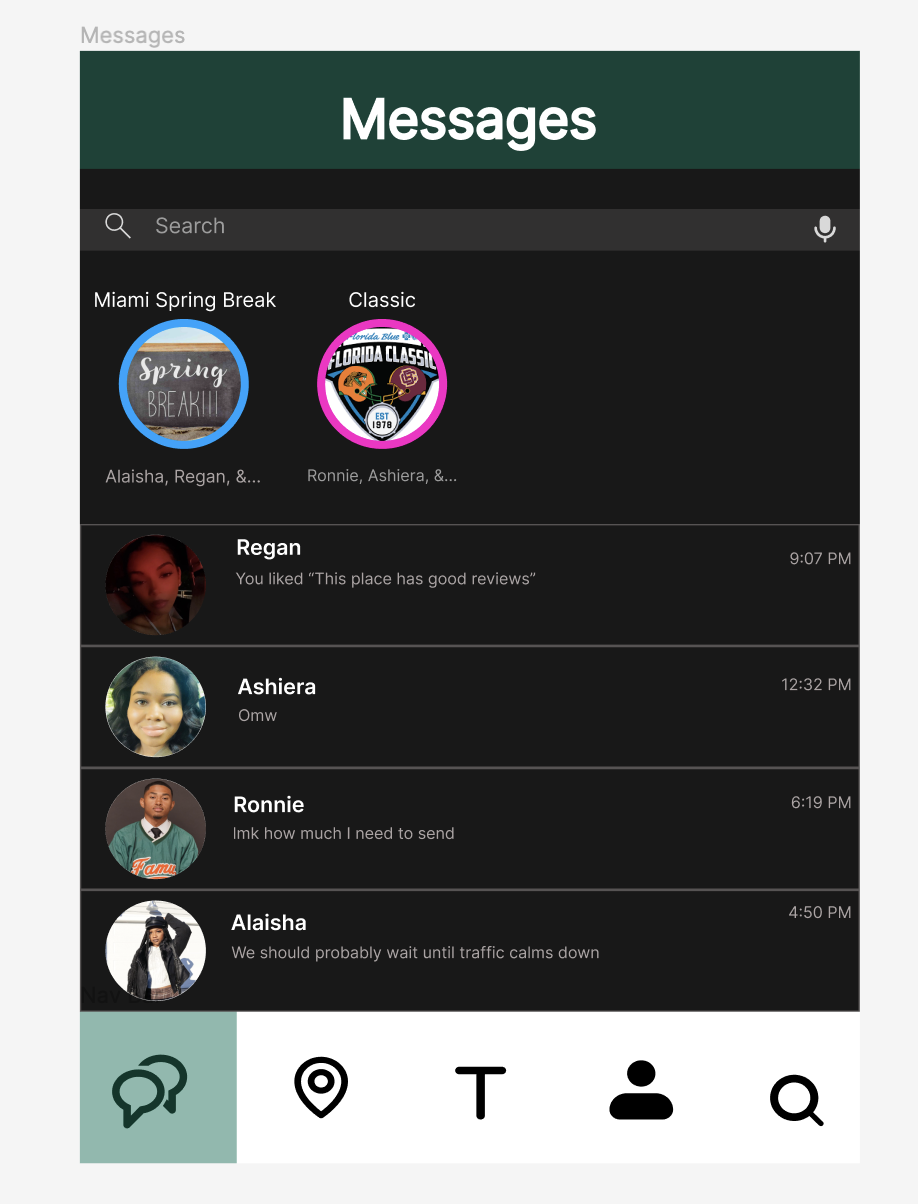 Messages
Messages
Search
Miami Spring Break
Classic
Spring
BREAK!!!
Florida Blue
FLORIDA CLASSIC
EST
1978
Alaisha, Regan, &...
Ronnie, Ashiera, &...
Regan
9:07 PM
You liked “This place has good reviews”
Ashiera
12:32 PM
Omw
Ronnie
6:19 PM
lmk how much I need to send
Famu
Alaisha
4:50 PM
We should probably wait until traffic calms down
Nav
T